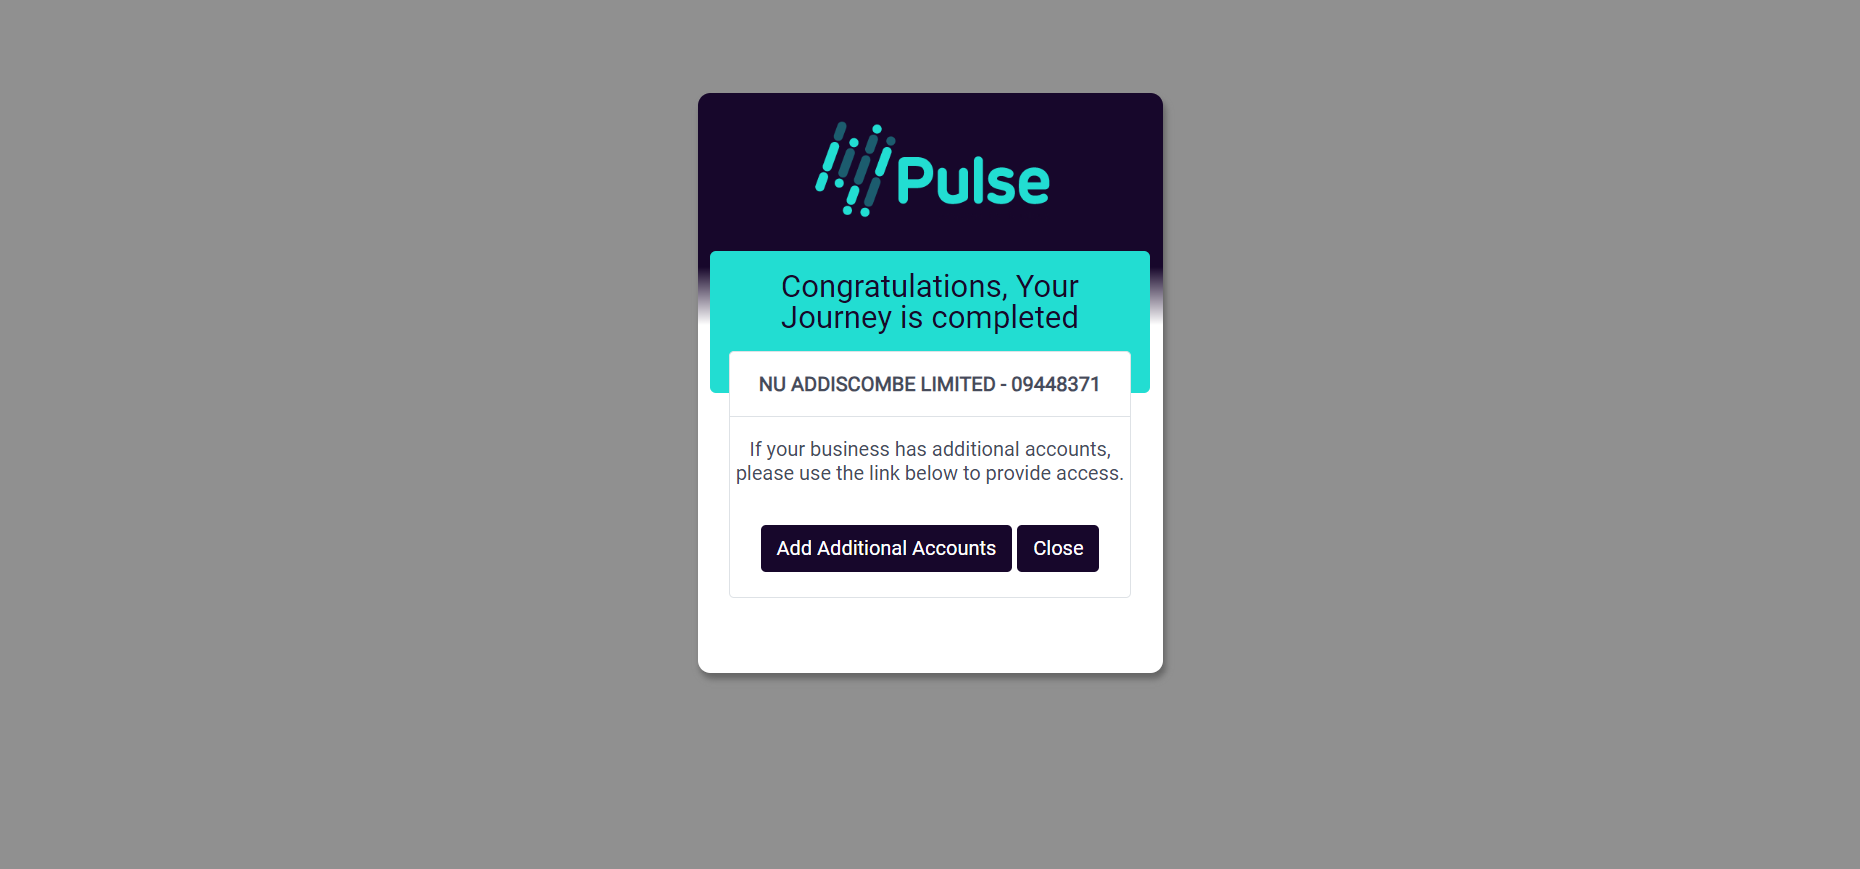 Pulse
Congratulations, Your
Journey is completed
NU ADDISCOMBE LIMITED - 09448371
If your business has additional accounts,
please use the link below to provide access.
Add Additional Accounts Close